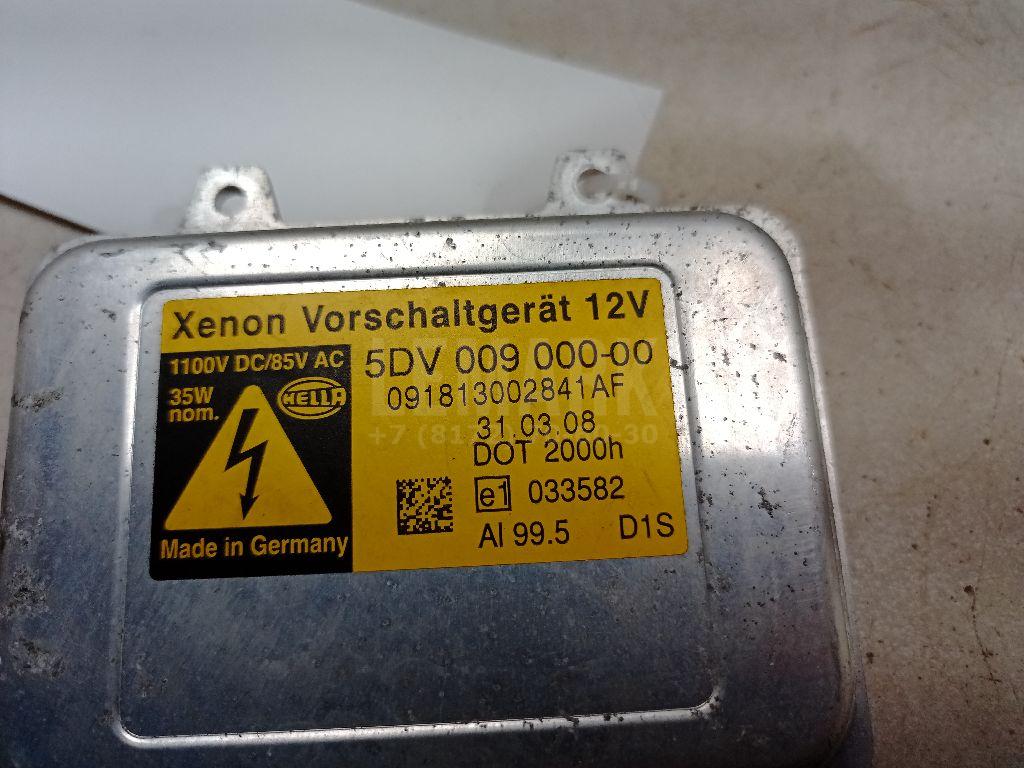 Xenon Vorschaltgerät 12V
1100V DC/85V AC
35W
nom.
HELLA
Made in Germany
5DV 009 000-00
091813002841AF
31.03.08
DOT 2000h
e1 033582
Al 99.5 D1S